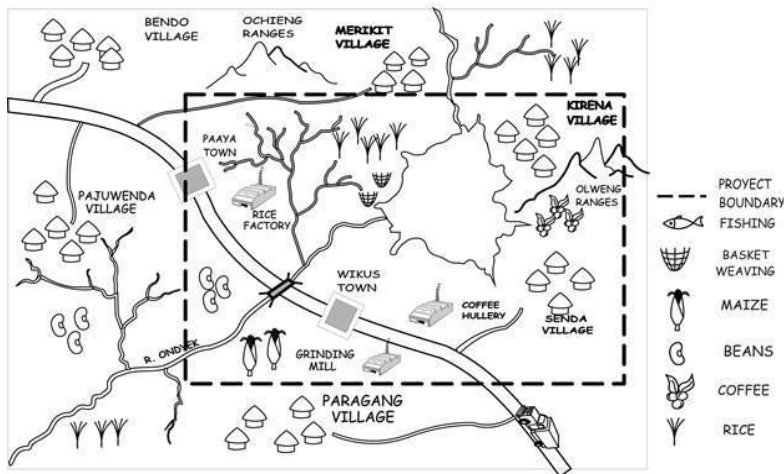 BENDO
VILLAGE
OCHIENG
RANGES
MERIKIT
VILLAGE
KIRENA
VILLAGE
PAAYA
TOWN
PAJUWENDA
VILLAGE
RICE
FACTORY
OLWENG
RANGES
WIKUS
TOWN
COFFEE
HULLERY
SENDA
VILLAGE
R. ONDYEK
GRINDING
MILL
PARAGANG
VILLAGE
PROYECT
BOUNDARY
FISHING
BASKET
WEAVING
MAIZE
BEANS
COFFEE
RICE